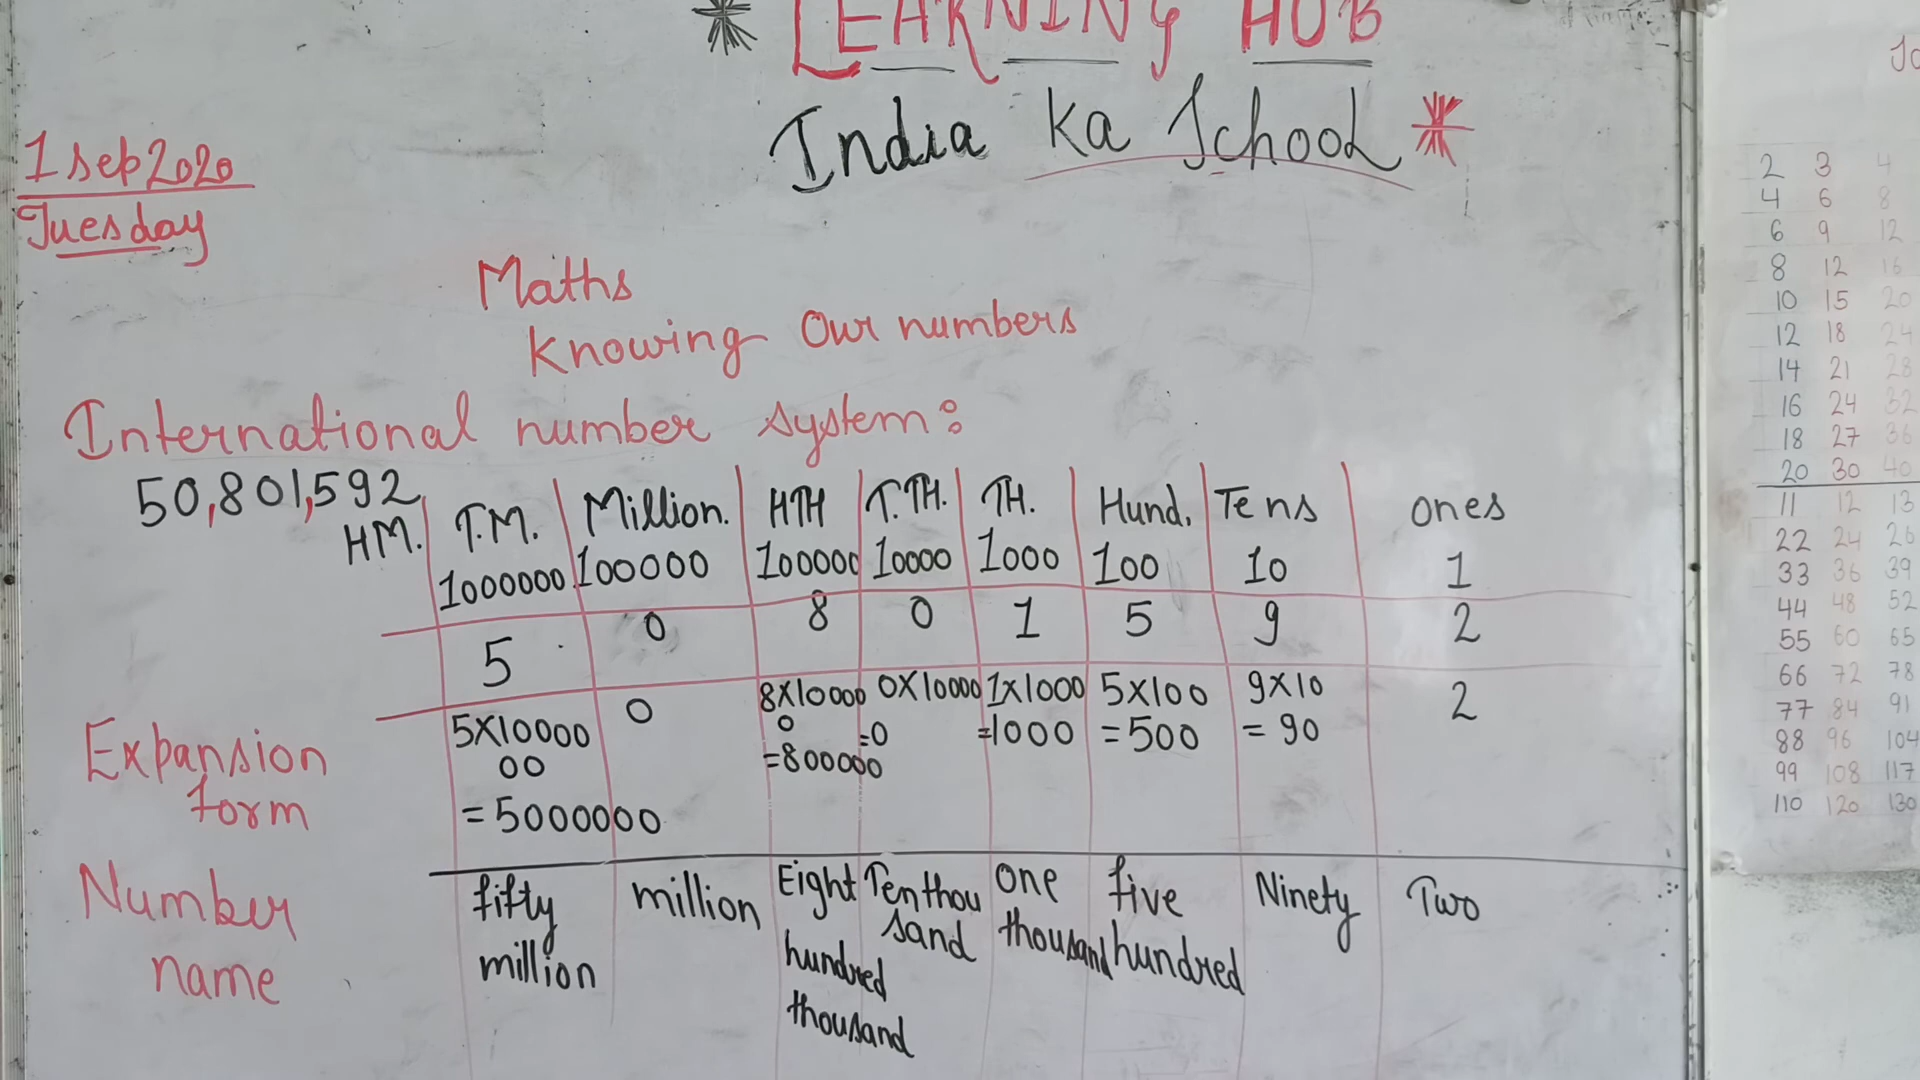 * LEARNING HUB
India ka School *
1 Sep 2020
Tuesday
Maths
Knowing Our numbers
International number system:
50,801,592
HM. T.M. Million. HTH T.TH. TH. Hund. Tens ones
1000000 100000 100000 10000 1000 100 10 1
5 0 8 0 1 5 9 2
Expansion form
5X10000 0 8X10000 0X10000 1X1000 5X100 9X10 2
00 0 =0 =1000 =500 = 90
= 5000000 =800000
Number name
fifty million Eight Ten thou One five Ninety Two
million hundred sand thousand hundred
thousand
2 3 4
4 6 8
6 9 12
8 12 16
10 15 20
12 18 24
14 21 28
16 24 32
18 27 36
20 30 40
11 12 13
22 24 26
33 36 39
44 48 52
55 60 65
66 72 78
77 84 91
88 96 104
99 108 117
110 120 130